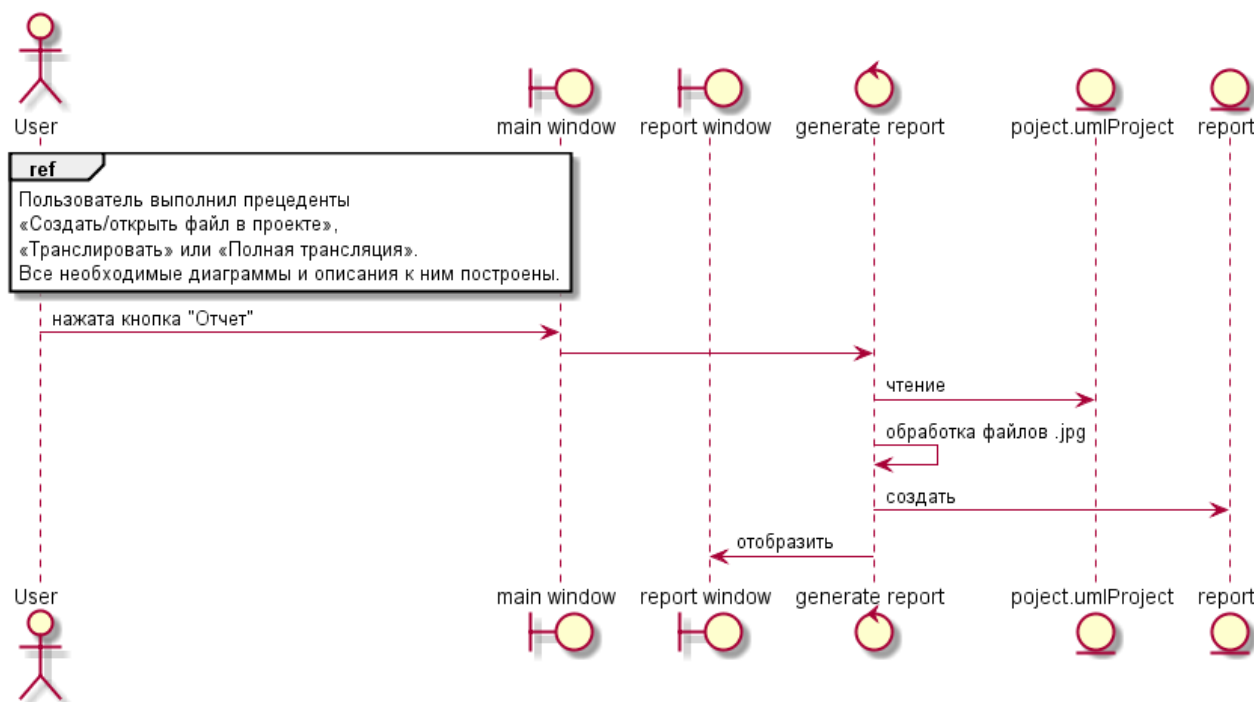 User
main window
report window
generate report
poject.umlProject
report
ref
Пользователь выполнил прецеденты
«Создать/открыть файл в проекте»,
«Транслировать» или «Полная трансляция».
Все необходимые диаграммы и описания к ним построены.
нажата кнопка "Отчет"
чтение
обработка файлов .jpg
создать
отобразить
User
main window
report window
generate report
poject.umlProject
report